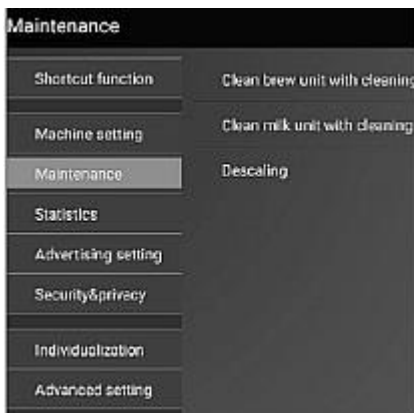 Maintenance
Shortcut function
Machine setting
Maintenance
Statistics
Advertising setting
Security&privacy
Individualization
Advanced setting
Clean brew unit with cleaning
Clean milk unit with cleaning
Descaling